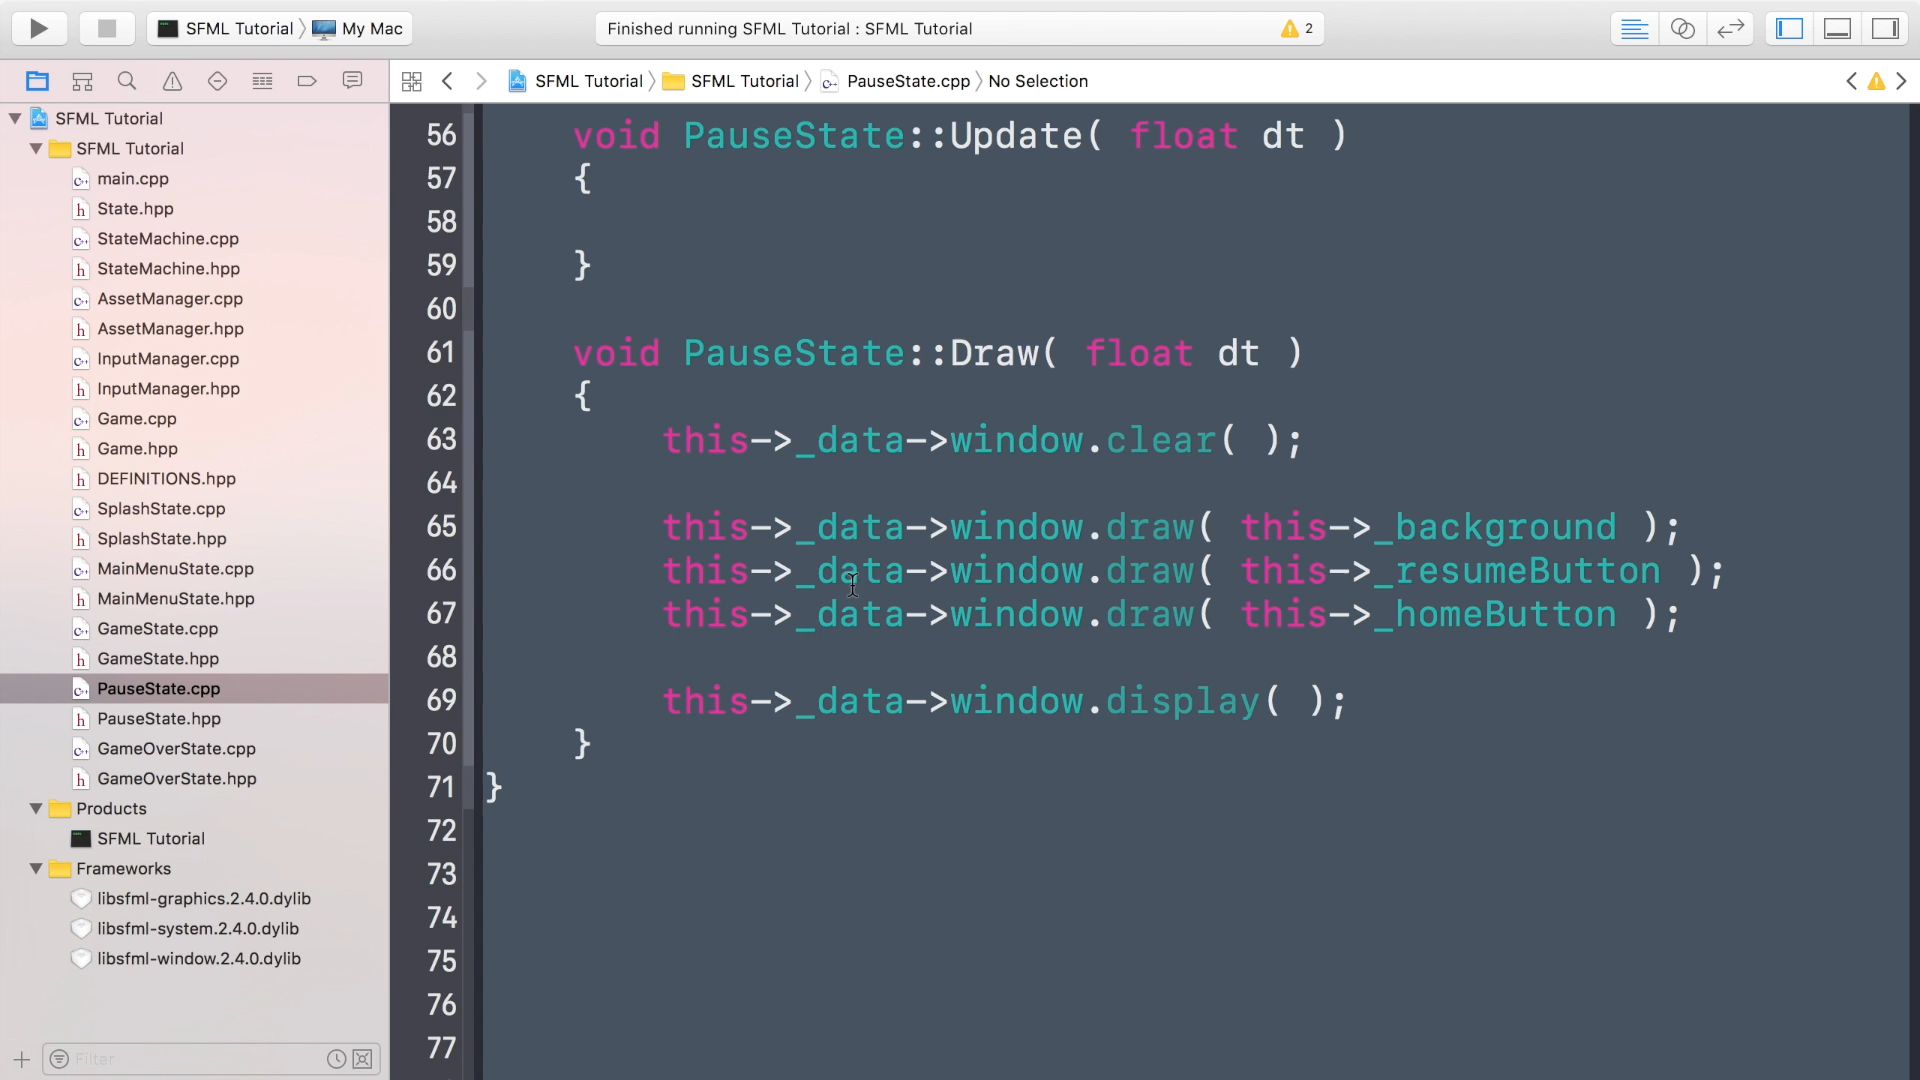 SFML Tutorial My Mac
Finished running SFML Tutorial : SFML Tutorial
2
SFML Tutorial SFML Tutorial PauseState.cpp No Selection
SFML Tutorial
SFML Tutorial
main.cpp
State.hpp
StateMachine.cpp
StateMachine.hpp
AssetManager.cpp
AssetManager.hpp
InputManager.cpp
InputManager.hpp
Game.cpp
Game.hpp
DEFINITIONS.hpp
SplashState.cpp
SplashState.hpp
MainMenuState.cpp
MainMenuState.hpp
GameState.cpp
GameState.hpp
PauseState.cpp
PauseState.hpp
GameOverState.cpp
GameOverState.hpp
Products
SFML Tutorial
Frameworks
libsfml-graphics.2.4.0.dylib
libsfml-system.2.4.0.dylib
libsfml-window.2.4.0.dylib
Filter
56 void PauseState::Update( float dt )
57 {
58
59 }
60
61 void PauseState::Draw( float dt )
62 {
63 this->_data->window.clear( );
64
65 this->_data->window.draw( this->_background );
66 this->_data->window.draw( this->_resumeButton );
67 this->_data->window.draw( this->_homeButton );
68
69 this->_data->window.display( );
70 }
71 }
72
73
74
75
76
77